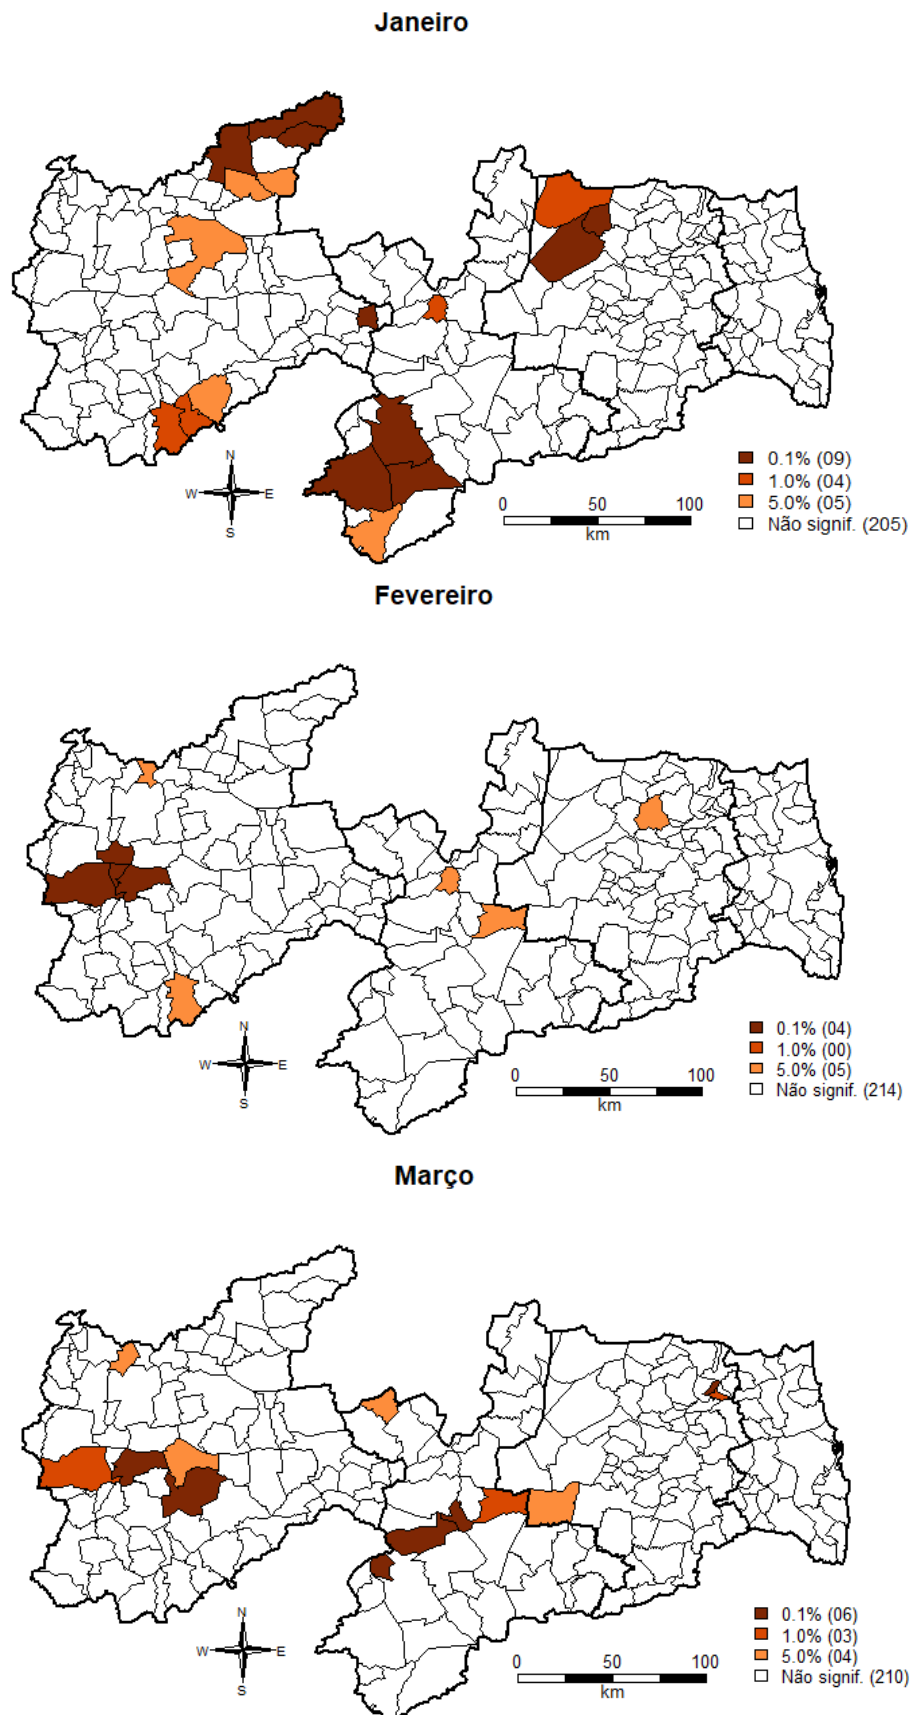 Janeiro
N
W E
S
0 50 100
km
0.1% (09)
1.0% (04)
5.0% (05)
Não signif. (205)
Fevereiro
N
W E
S
0 50 100
km
0.1% (04)
1.0% (00)
5.0% (05)
Não signif. (214)
Março
N
W E
S
0 50 100
km
0.1% (06)
1.0% (03)
5.0% (04)
Não signif. (210)